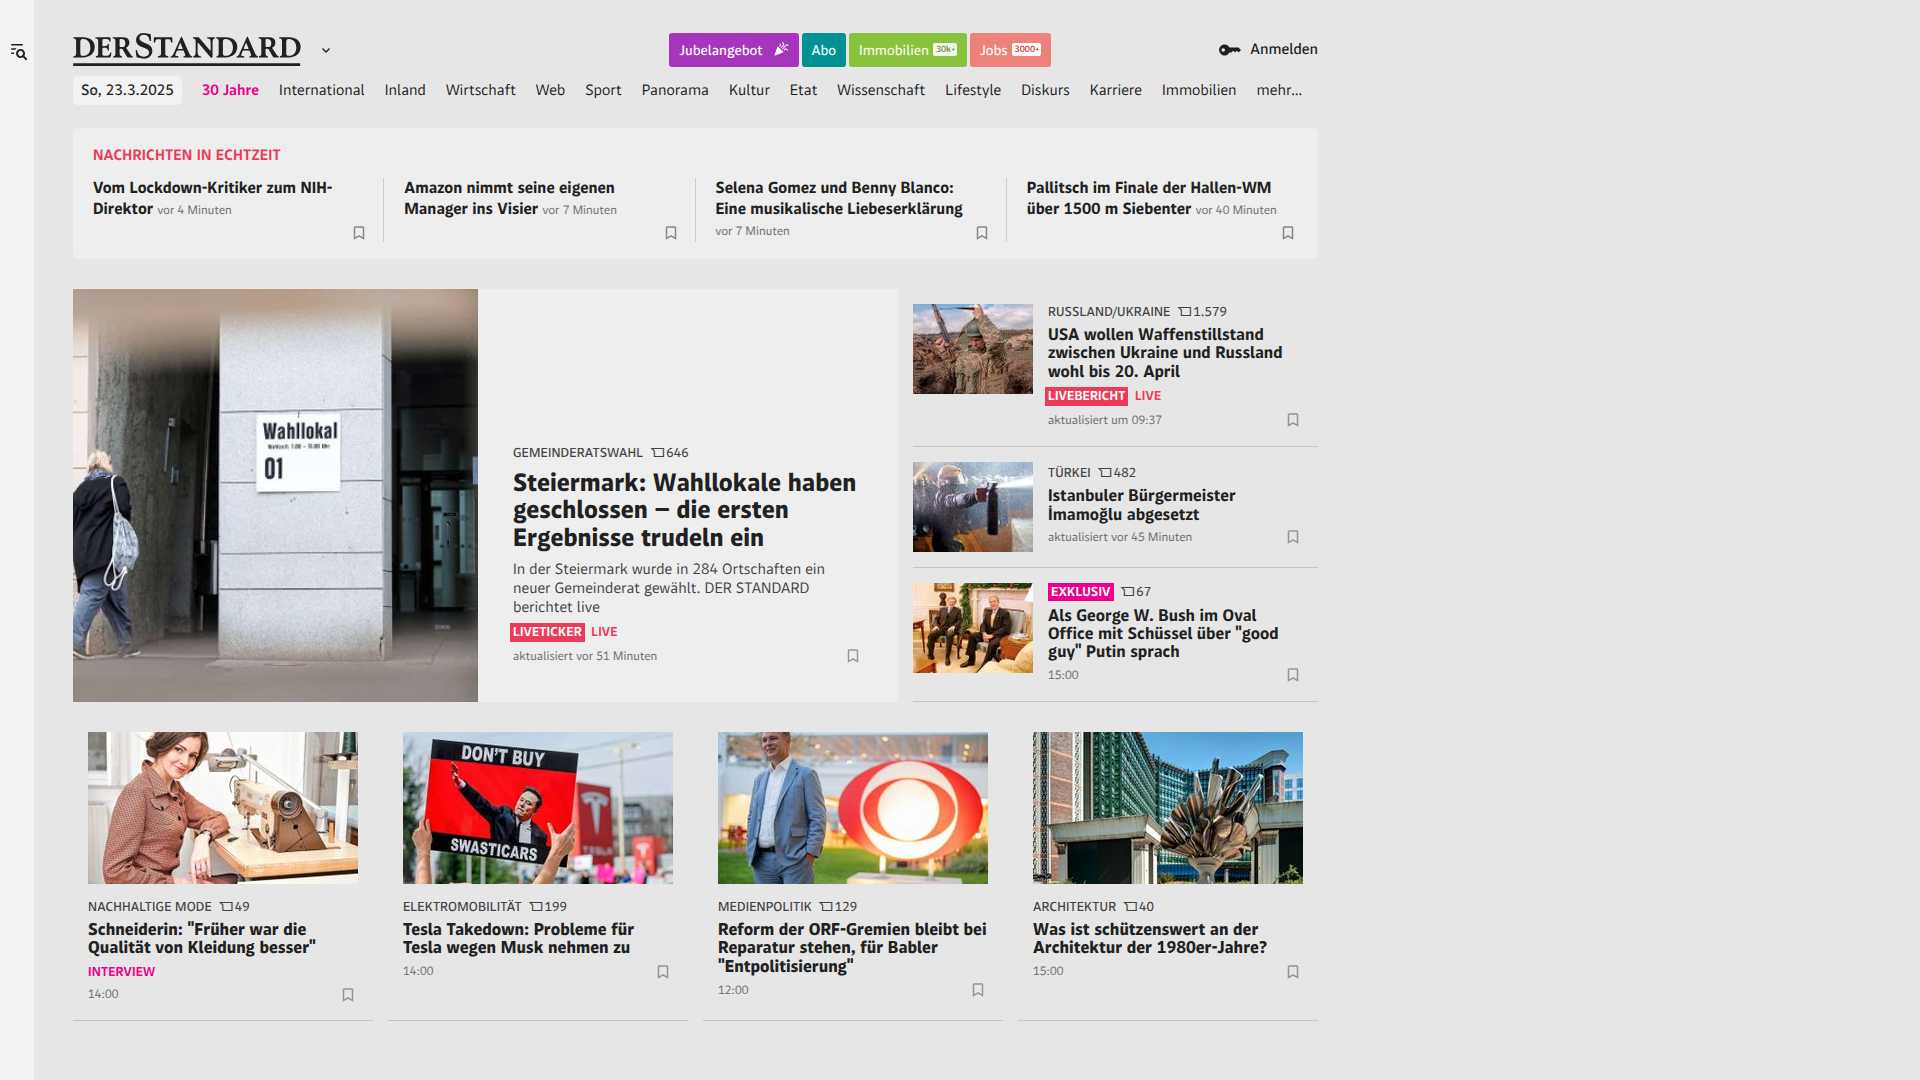 DERSTANDARD
Jubelangebot
Abo
Immobilien 30k+
Jobs 3000+
Anmelden
So, 23.3.2025
30 Jahre
International
Inland
Wirtschaft
Web
Sport
Panorama
Kultur
Etat
Wissenschaft
Lifestyle
Diskurs
Karriere
Immobilien
mehr...
NACHRICHTEN IN ECHTZEIT
Vom Lockdown-Kritiker zum NIH-
Direktor vor 4 Minuten
Amazon nimmt seine eigenen
Manager ins Visier vor 7 Minuten
Selena Gomez und Benny Blanco:
Eine musikalische Liebeserklärung
vor 7 Minuten
Pallitsch im Finale der Hallen-WM
über 1500 m Siebenter vor 40 Minuten
Wahllokal
01
GEMEINDERATSWAHL 646
Steiermark: Wahllokale haben
geschlossen – die ersten
Ergebnisse trudeln ein
In der Steiermark wurde in 284 Ortschaften ein
neuer Gemeinderat gewählt. DER STANDARD
berichtet live
LIVETICKER LIVE
aktualisiert vor 51 Minuten
RUSSLAND/UKRAINE 1.579
USA wollen Waffenstillstand
zwischen Ukraine und Russland
wohl bis 20. April
LIVEBERICHT LIVE
aktualisiert um 09:37
TÜRKEI 482
Istanbuler Bürgermeister
İmamoğlu abgesetzt
aktualisiert vor 45 Minuten
EXKLUSIV 67
Als George W. Bush im Oval
Office mit Schüssel über "good
guy" Putin sprach
15:00
NACHHALTIGE MODE 49
Schneiderin: "Früher war die
Qualität von Kleidung besser"
INTERVIEW
14:00
DON'T BUY
SWASTICARS
TESLA
ELEKTROMOBILITÄT 199
Tesla Takedown: Probleme für
Tesla wegen Musk nehmen zu
14:00
MEDIENPOLITIK 129
Reform der ORF-Gremien bleibt bei
Reparatur stehen, für Babler
"Entpolitisierung"
12:00
ARCHITEKTUR 40
Was ist schützenswert an der
Architektur der 1980er-Jahre?
15:00